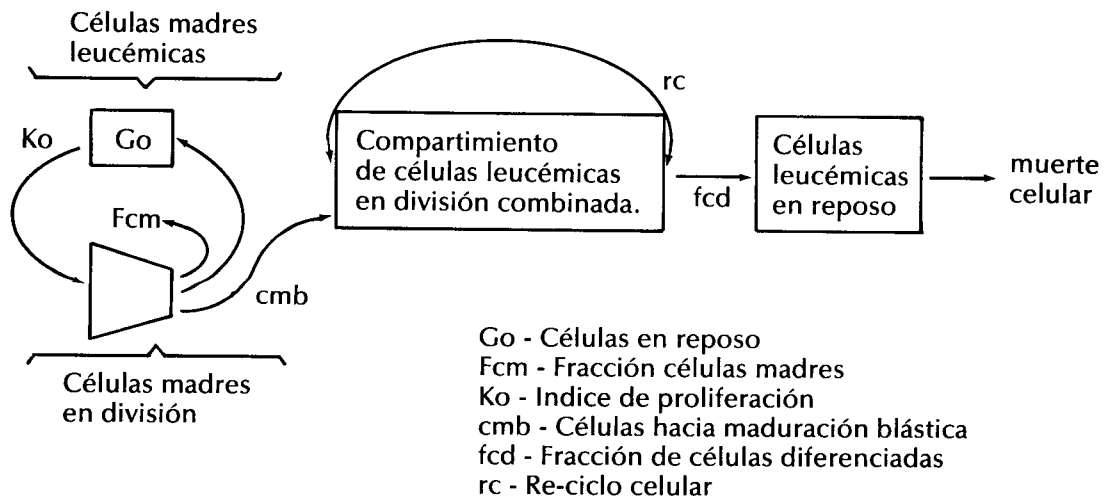 Células madres
leucémicas
Ko
Go
Fcm
cmb
Células madres
en división
rc
Compartimiento
de células leucémicas
en división combinada.
fcd
Células
leucémicas
en reposo
muerte
celular
Go - Células en reposo
Fcm - Fracción células madres
Ko - Indice de proliferación
cmb - Células hacia maduración blástica
fcd - Fracción de células diferenciadas
rc - Re-ciclo celular